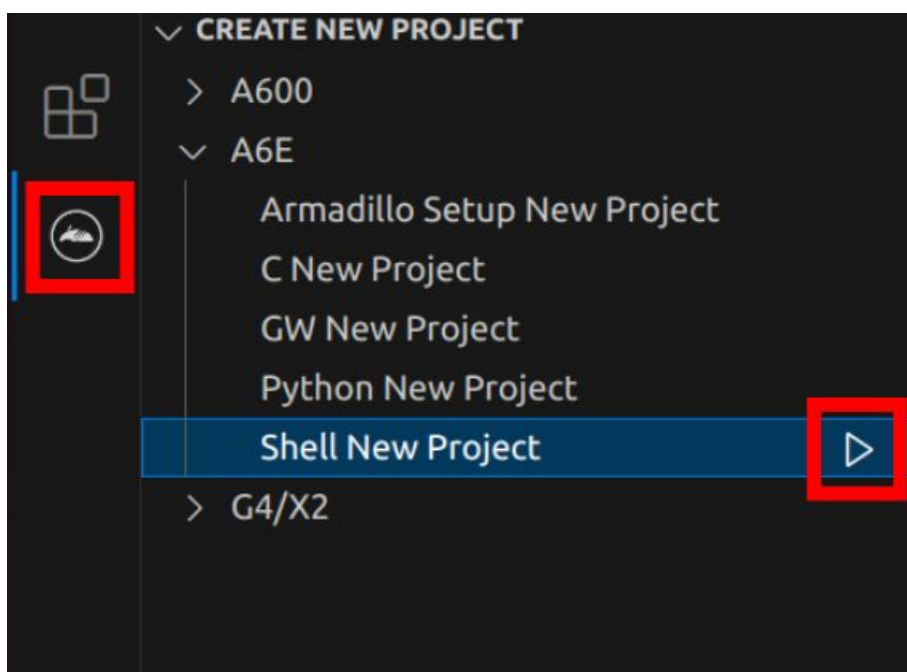 CREATE NEW PROJECT
A600
A6E
Armadillo Setup New Project
C New Project
GW New Project
Python New Project
Shell New Project
G4/X2